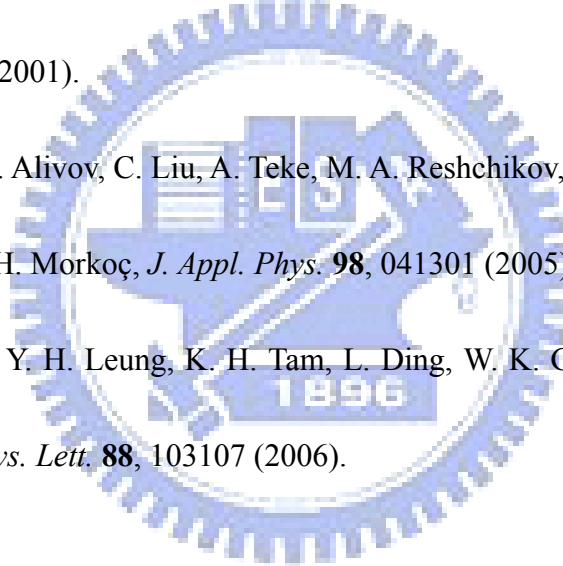 2001).
. Alivov, C. Liu, A. Teke, M. A. Reshchikov,
H. Morkoç, J. Appl. Phys. 98, 041301 (2005)
Y. H. Leung, K. H. Tam, L. Ding, W. K.
ys. Lett. 88, 103107 (2006).
E S
1896